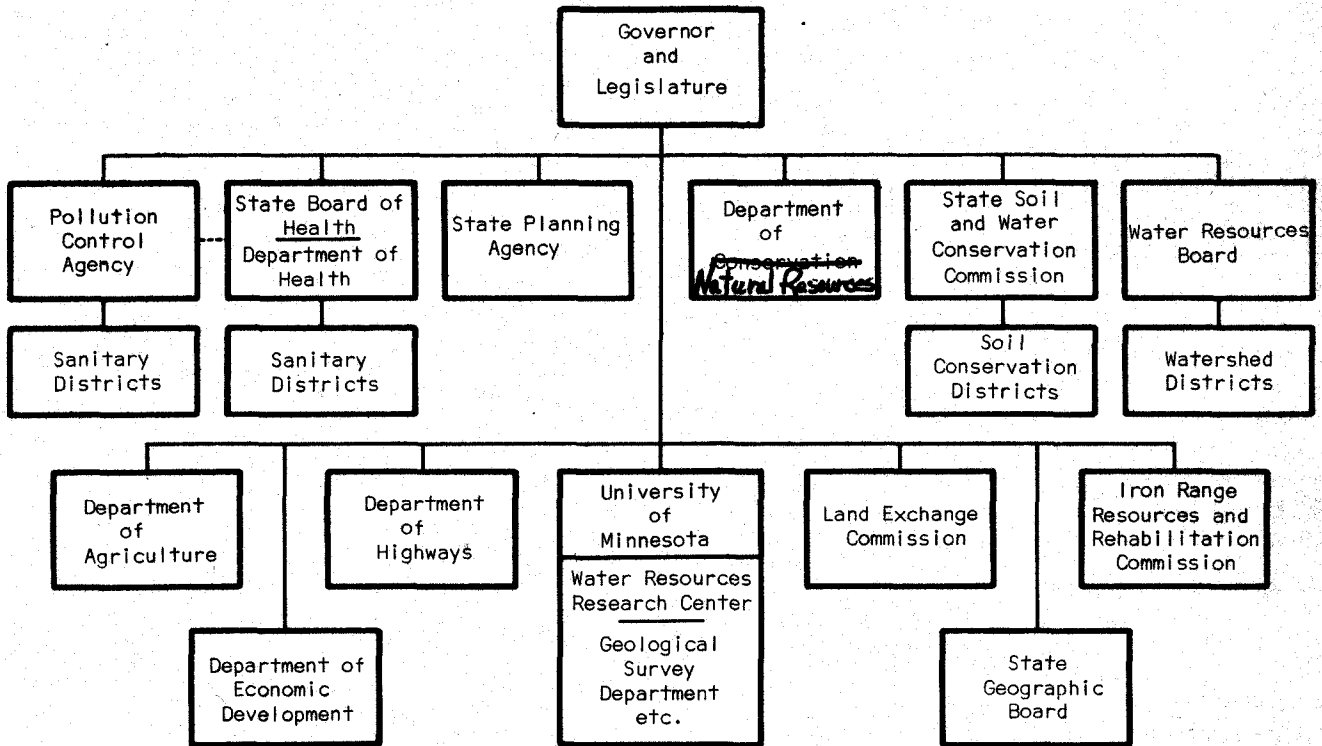 Governor
and
Legislature
Pollution
Control
Agency
State Board of
Health
Department of
Health
State Planning
Agency
Department
of
Conservation
Natural Resources
State Soil
and Water
Conservation
Commission
Water Resources
Board
Sanitary
Districts
Sanitary
Districts
Soil
Conservation
Districts
Watershed
Districts
Department
of
Agriculture
Department
of
Highways
University
of
Minnesota
Water Resources
Research Center
Geological
Survey
Department
etc.
Land Exchange
Commission
Iron Range
Resources and
Rehabilitation
Commission
Department of
Economic
Development
State
Geographic
Board